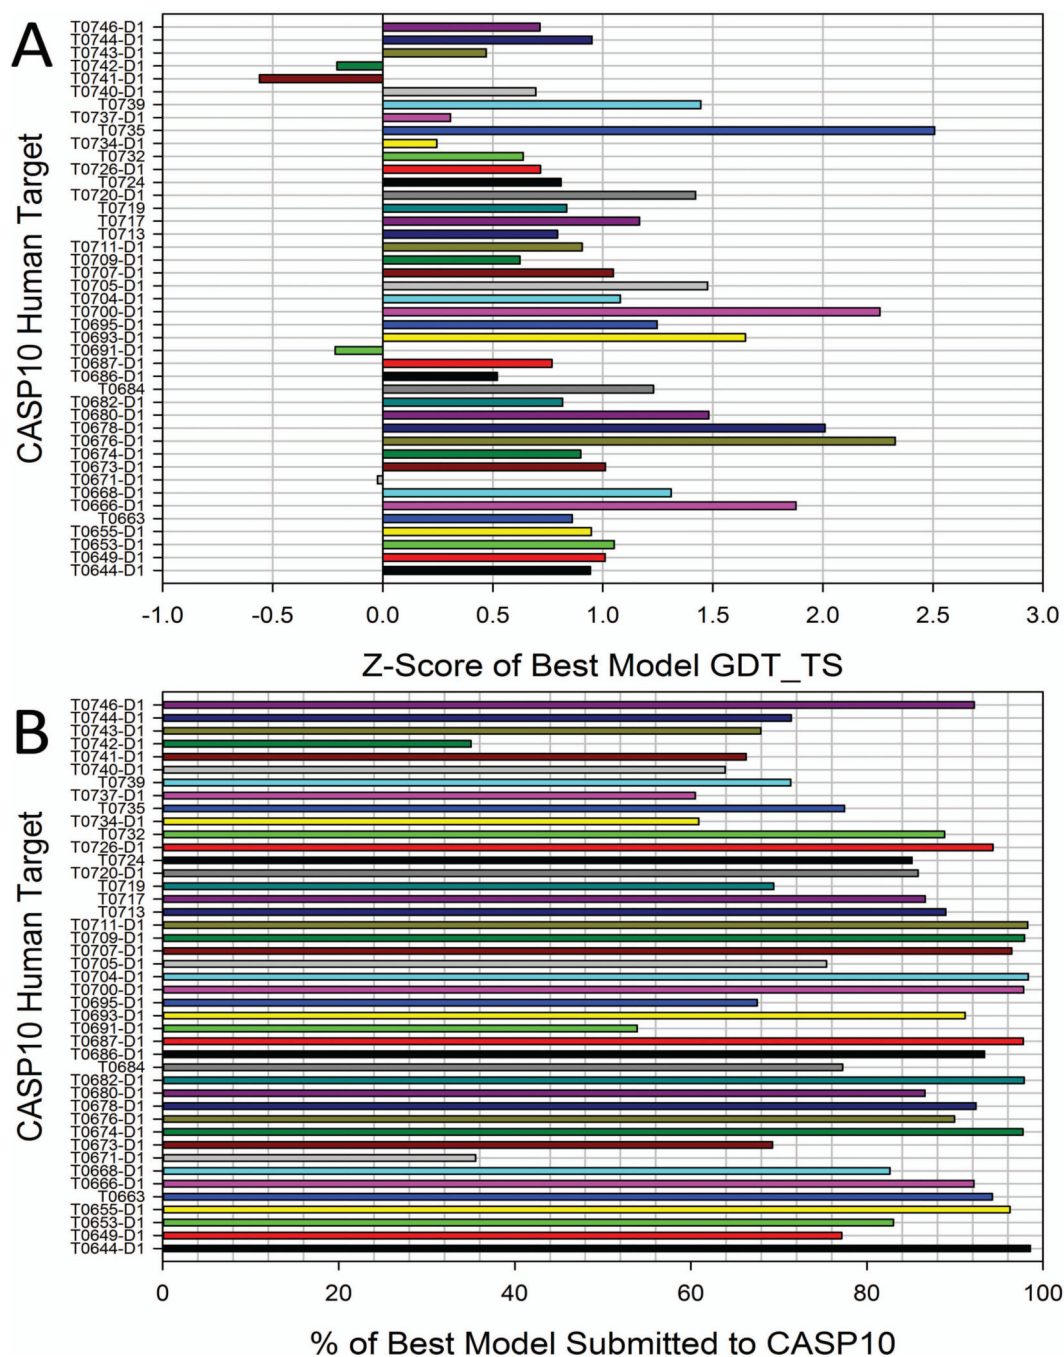 A
CASP10 Human Target
T0746-D1
T0744-D1
T0743-D1
T0742-D1
T0741-D1
T0740-D1
T0739
T0737-D1
T0735
T0734-D1
T0732
T0726-D1
T0724
T0720-D1
T0719
T0717
T0713
T0711-D1
T0709-D1
T0707-D1
T0705-D1
T0704-D1
T0700-D1
T0695-D1
T0693-D1
T0691-D1
T0687-D1
T0686-D1
T0684
T0682-D1
T0680-D1
T0678-D1
T0676-D1
T0674-D1
T0673-D1
T0671-D1
T0668-D1
T0666-D1
T0663
T0655-D1
T0653-D1
T0649-D1
T0644-D1
-1.0 -0.5 0.0 0.5 1.0 1.5 2.0 2.5 3.0
Z-Score of Best Model GDT_TS
B
CASP10 Human Target
T0746-D1
T0744-D1
T0743-D1
T0742-D1
T0741-D1
T0740-D1
T0739
T0737-D1
T0735
T0734-D1
T0732
T0726-D1
T0724
T0720-D1
T0719
T0717
T0713
T0711-D1
T0709-D1
T0707-D1
T0705-D1
T0704-D1
T0700-D1
T0695-D1
T0693-D1
T0691-D1
T0687-D1
T0686-D1
T0684
T0682-D1
T0680-D1
T0678-D1
T0676-D1
T0674-D1
T0673-D1
T0671-D1
T0668-D1
T0666-D1
T0663
T0655-D1
T0653-D1
T0649-D1
T0644-D1
0 20 40 60 80 100
% of Best Model Submitted to CASP10